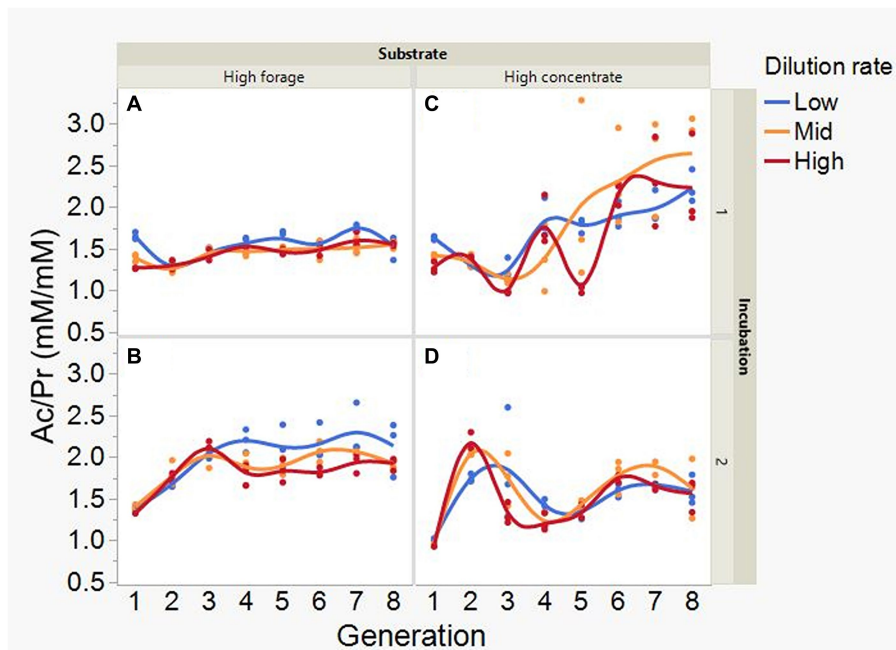 Substrate
High forage High concentrate
Dilution rate
Low
Mid
High
A
C
3.0
2.5
2.0
1.5
1.0
0.5
1
B
D
3.0
2.5
2.0
1.5
1.0
0.5
2
Ac/Pr (mM/mM)
Incubation
1 2 3 4 5 6 7 8 1 2 3 4 5 6 7 8
Generation